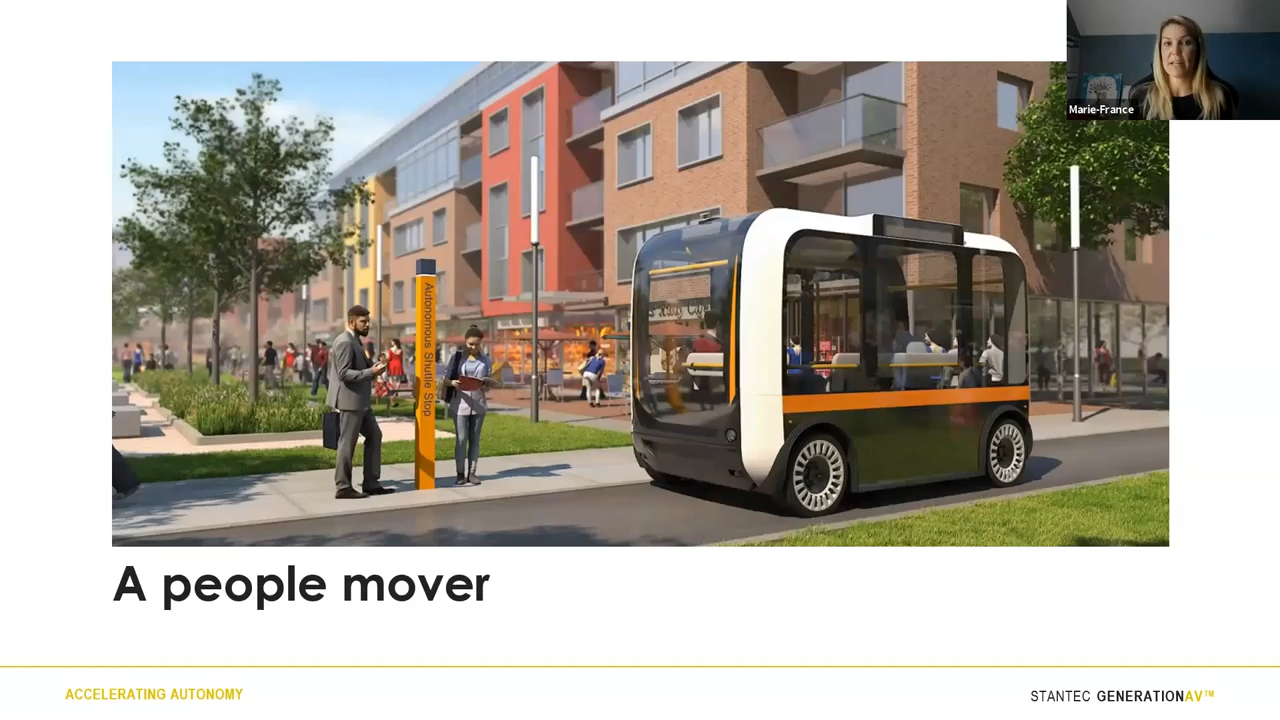 Marie-France
Autonomous Shuttle Stop
A people mover
ACCELERATING AUTONOMY
STANTEC GENERATIONAV™